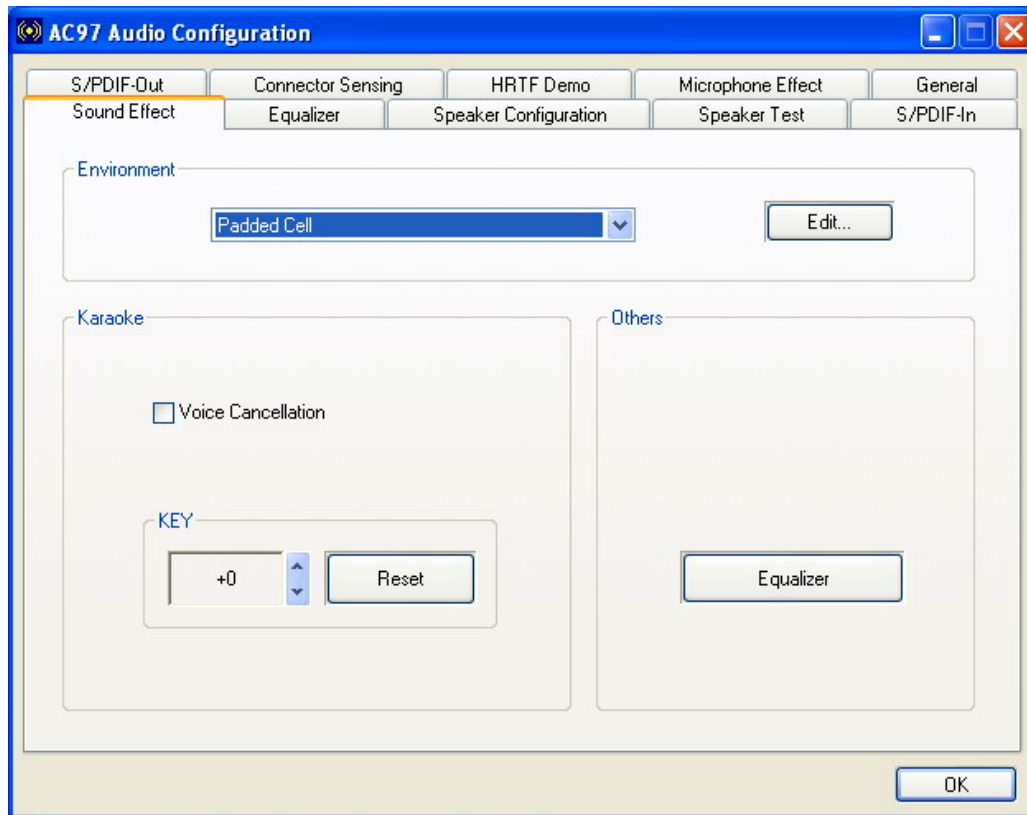 AC97 Audio Configuration
S/PDIF-Out Connector Sensing HRTF Demo Microphone Effect General
Sound Effect Equalizer Speaker Configuration Speaker Test S/PDIF-In
Environment
Padded Cell Edit...
Karaoke Others
Voice Cancellation
KEY
+0 Reset Equalizer
OK